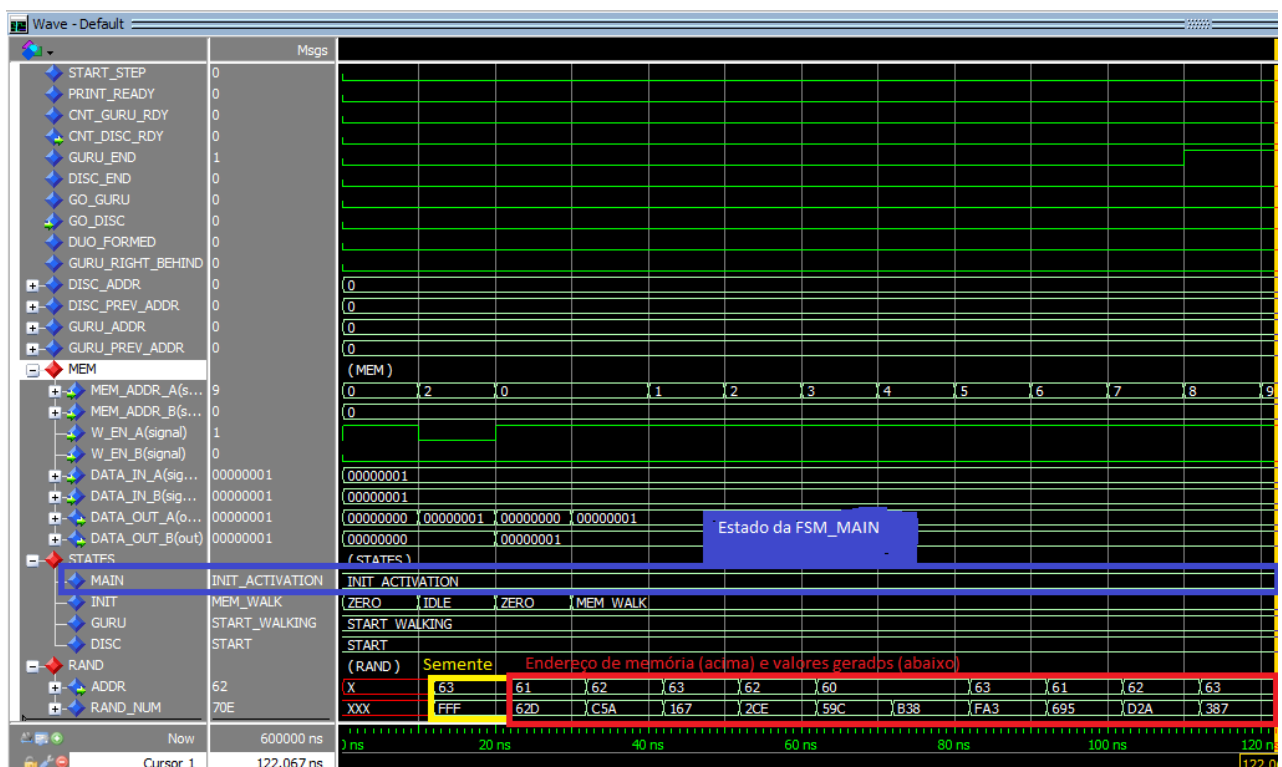 Wave - Default
Msgs
START_STEP 0
PRINT_READY 0
CNT_GURU_RDY 0
CNT_DISC_RDY 0
GURU_END 1
DISC_END 0
GO_GURU 0
GO_DISC 0
DUO_FORMED 0
GURU_RIGHT_BEHIND 0
DISC_ADDR 0 0
DISC_PREV_ADDR 0 0
GURU_ADDR 0 0
GURU_PREV_ADDR 0 0
MEM (MEM)
MEM_ADDR_A(s... 9 0 2 0 1 2 3 4 5 6 7 8 9
MEM_ADDR_B(s... 0 0
W_EN_A(signal) 1
W_EN_B(signal) 0
DATA_IN_A(sig... 00000001 00000001
DATA_IN_B(sig... 00000001 00000001
DATA_OUT_A(o... 00000001 00000000 00000001 00000000 00000001
Estado da FSM_MAIN
DATA_OUT_B(out) 00000001 00000000 00000001
STATES (STATES)
MAIN INIT_ACTIVATION INIT ACTIVATION
INIT MEM_WALK ZERO IDLE ZERO MEM WALK
GURU START_WALKING START WALKING
DISC START START
RAND (RAND) Semente Endereço de memória (acima) e valores gerados (abaixo)
ADDR 62 X 63 61 62 63 62 60 63 61 62 63
RAND_NUM 70E XXX FFF 62D C5A 167 2CE 59C B38 FA3 695 D2A 387
Now 600000 ns 20 ns 40 ns 60 ns 80 ns 100 ns
Cursor 1 122.067 ns